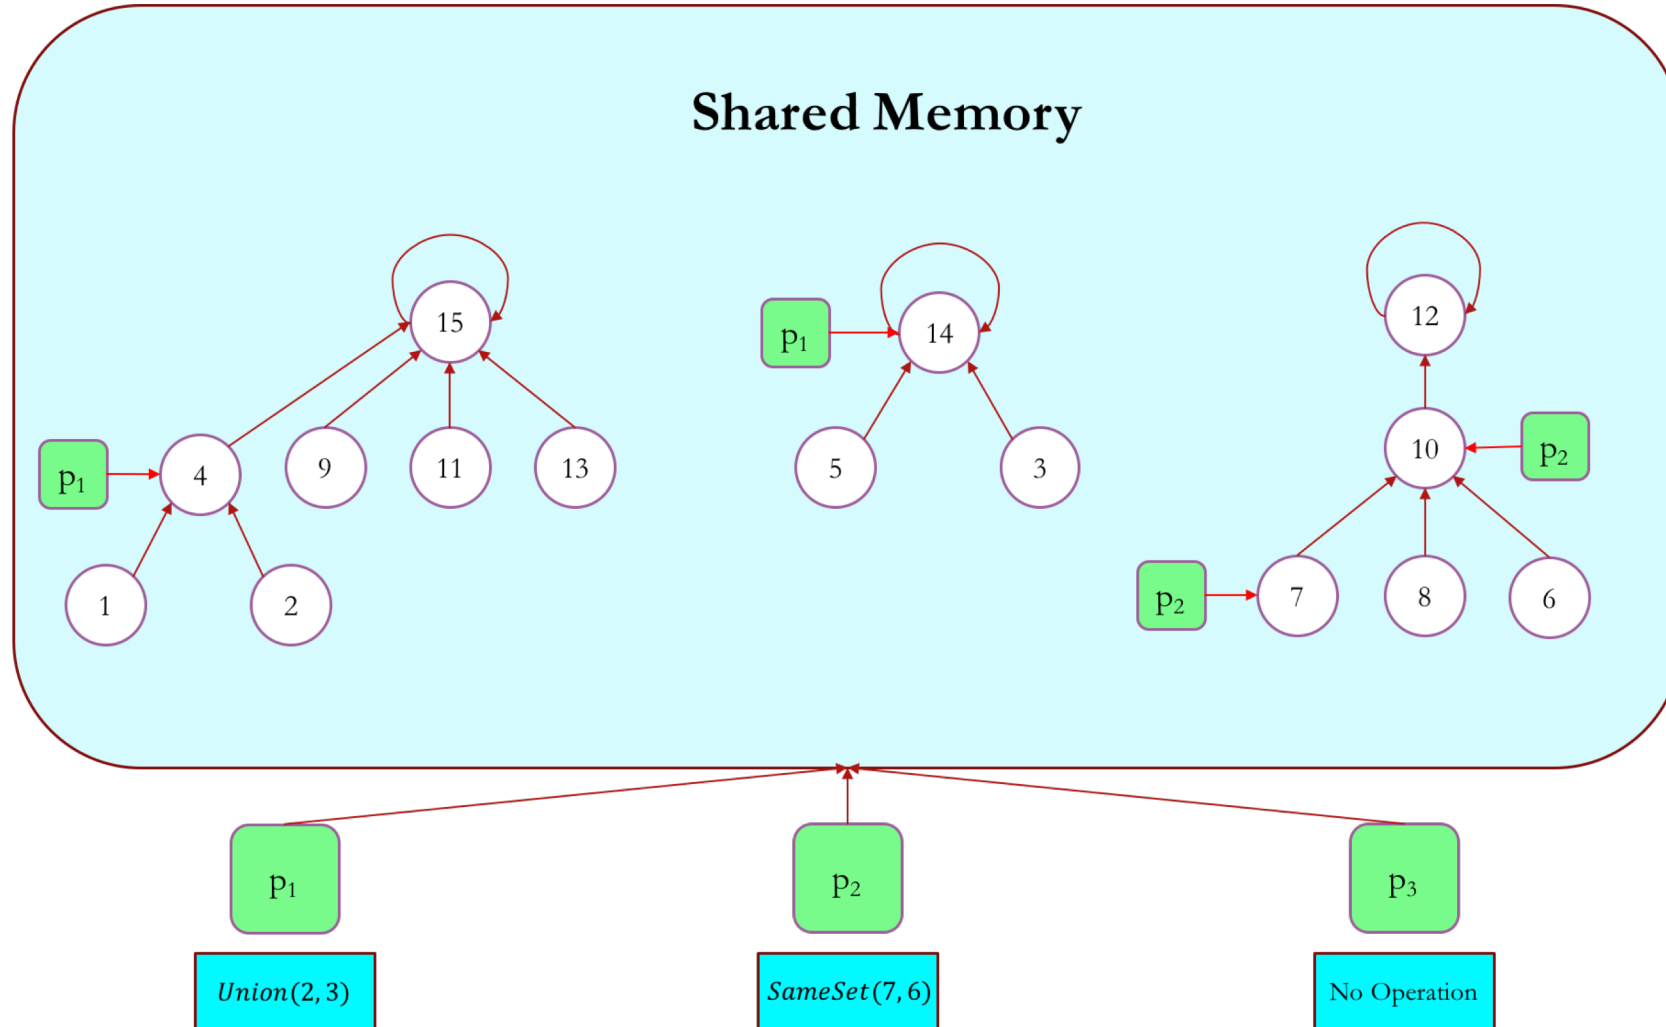 Shared Memory
15
14
12
p₁
p₁
4
9
11
13
5
3
10
p₂
1
2
p₂
7
8
6
p₁
p₂
p₃
Union(2, 3)
SameSet(7, 6)
No Operation